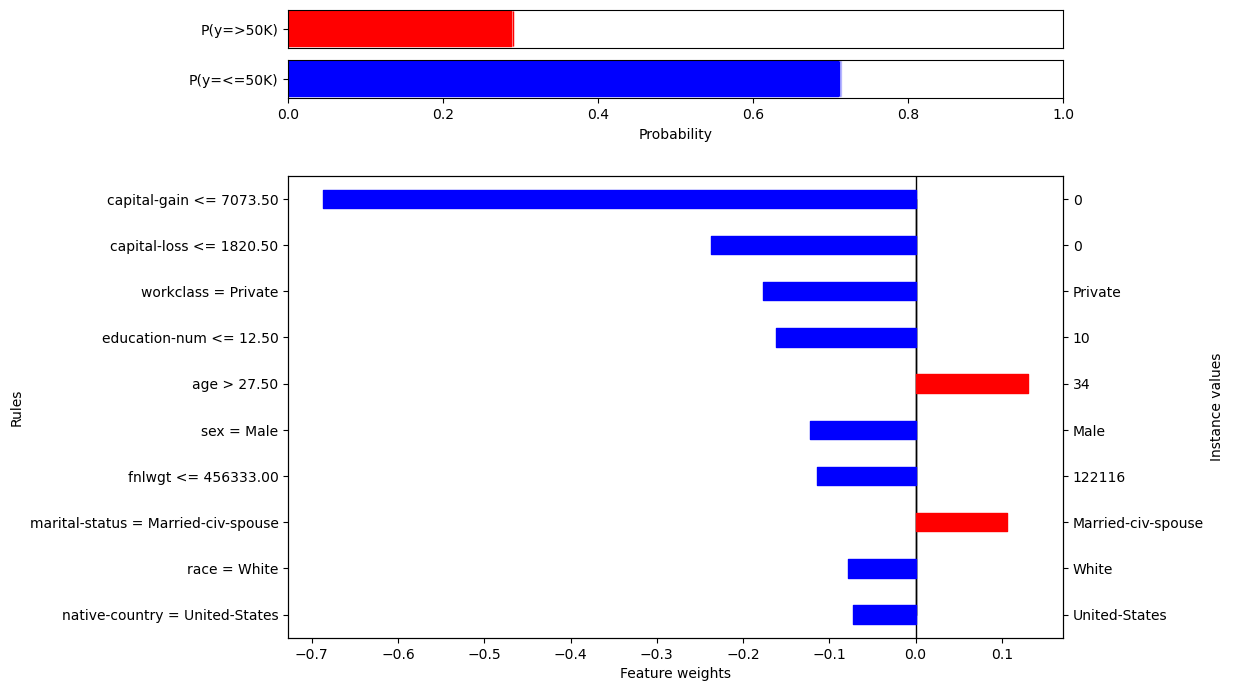 P(y=>50K)
P(y=<=50K)
0.0 0.2 0.4 0.6 0.8 1.0
Probability
capital-gain <= 7073.50 0
capital-loss <= 1820.50 0
workclass = Private Private
education-num <= 12.50 10
age > 27.50 34
sex = Male Male
fnlwgt <= 456333.00 122116
marital-status = Married-civ-spouse Married-civ-spouse
race = White White
native-country = United-States United-States
Rules
Instance values
−0.7 −0.6 −0.5 −0.4 −0.3 −0.2 −0.1 0.0 0.1
Feature weights